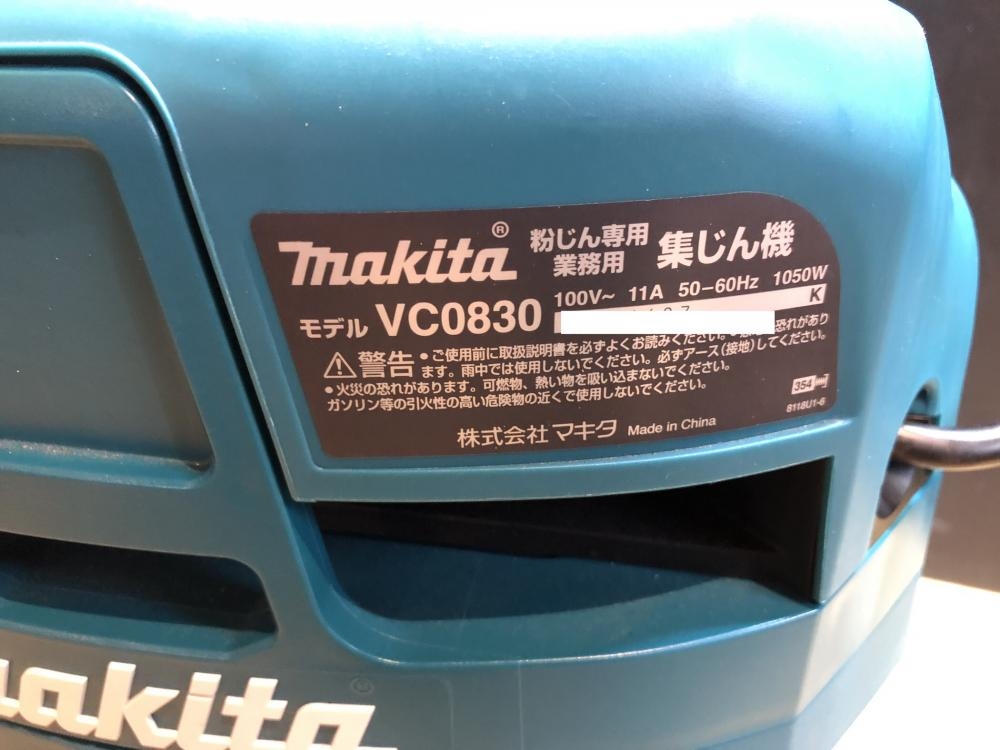 makita®
粉じん専用
業務用
集じん機
モデル VC0830
100V~ 11A 50-60Hz 1050W
K
警告
・ご使用前に取扱説明書を必ずよくお読みください。
恐れがあり
ます。雨中では使用しないでください。必ずアース(接地)してください。
・火災の恐れがあります。可燃物、熱い物を吸い込まないでください。
ガソリン等の引火性の高い危険物の近くで使用しないでください。
354
8118U1-6
株式会社 マキタ Made in China
makita®